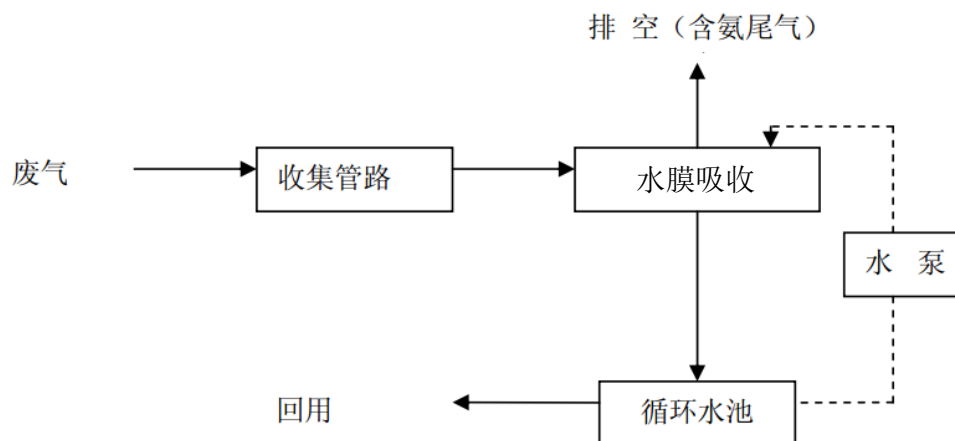 排 空（含氨尾气）
废气
收集管路
水膜吸收
水 泵
回用
循环水池